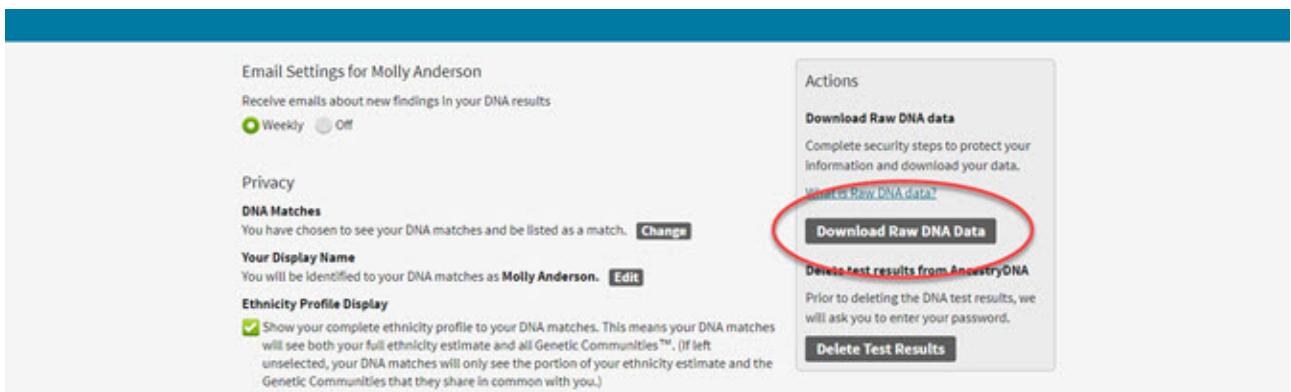 Email Settings for Molly Anderson
Receive emails about new findings in your DNA results
Weekly Off
Privacy
DNA Matches
You have chosen to see your DNA matches and be listed as a match. Change
Your Display Name
You will be identified to your DNA matches as Molly Anderson. Edit
Ethnicity Profile Display
Show your complete ethnicity profile to your DNA matches. This means your DNA matches
will see both your full ethnicity estimate and all Genetic Communities™. (If left
unselected, your DNA matches will only see the portion of your ethnicity estimate and the
Genetic Communities that they share in common with you.)
Actions
Download Raw DNA data
Complete security steps to protect your
information and download your data.
What is Raw DNA data?
Download Raw DNA Data
Delete test results from AncestryDNA
Prior to deleting the DNA test results, we
will ask you to enter your password.
Delete Test Results